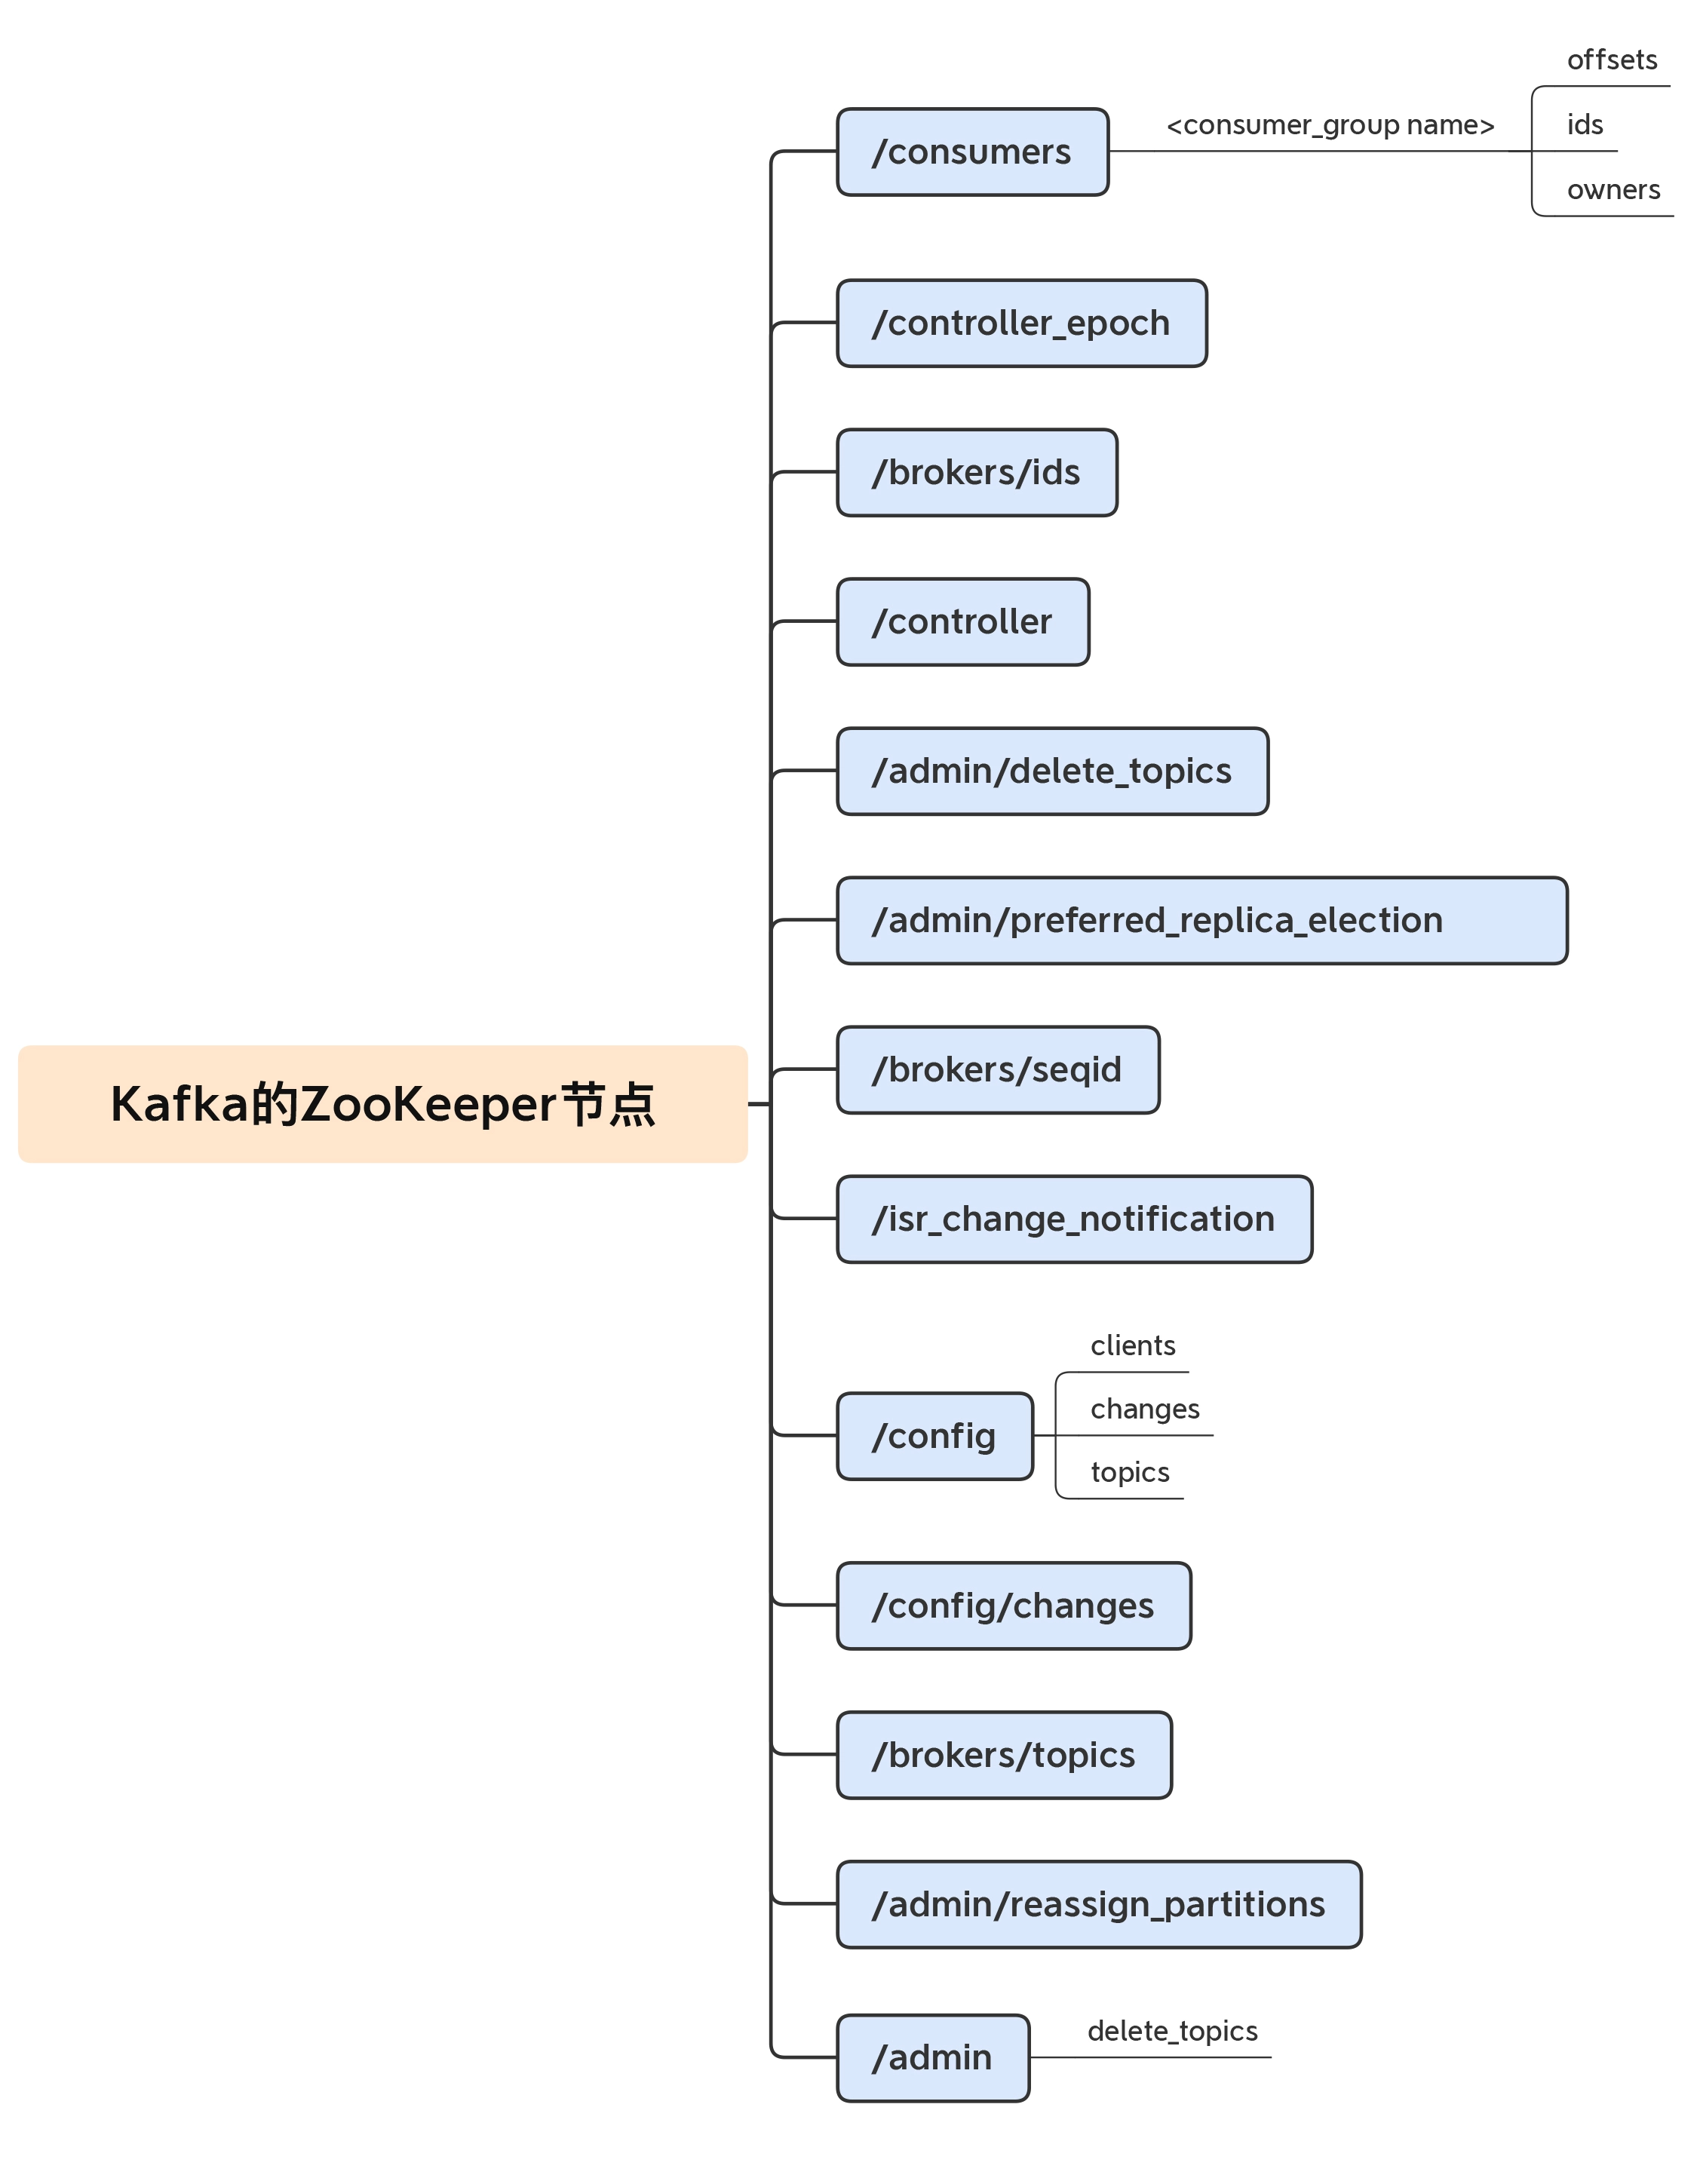 Kafka的ZooKeeper节点
/consumers
<consumer_group name>
offsets
ids
owners
/controller_epoch
/brokers/ids
/controller
/admin/delete_topics
/admin/preferred_replica_election
/brokers/seqid
/isr_change_notification
/config
clients
changes
topics
/config/changes
/brokers/topics
/admin/reassign_partitions
/admin
delete_topics